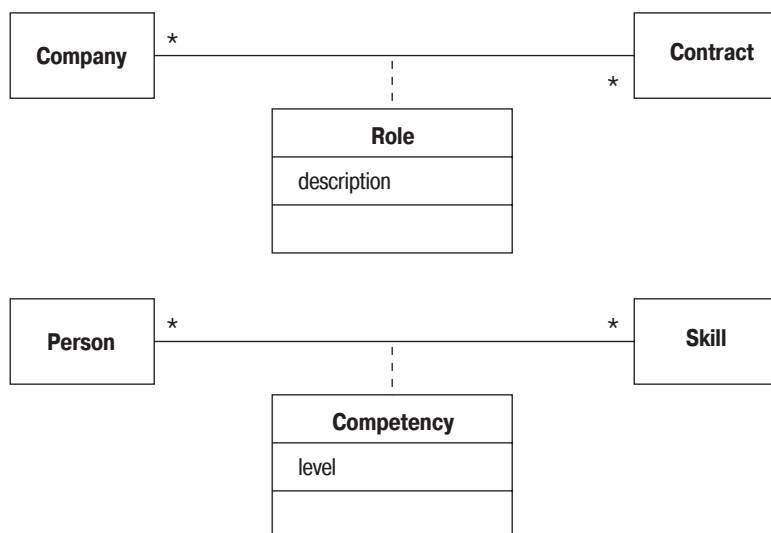 Company
*
Contract
*
Role
description
Person
*
*
Skill
Competency
level